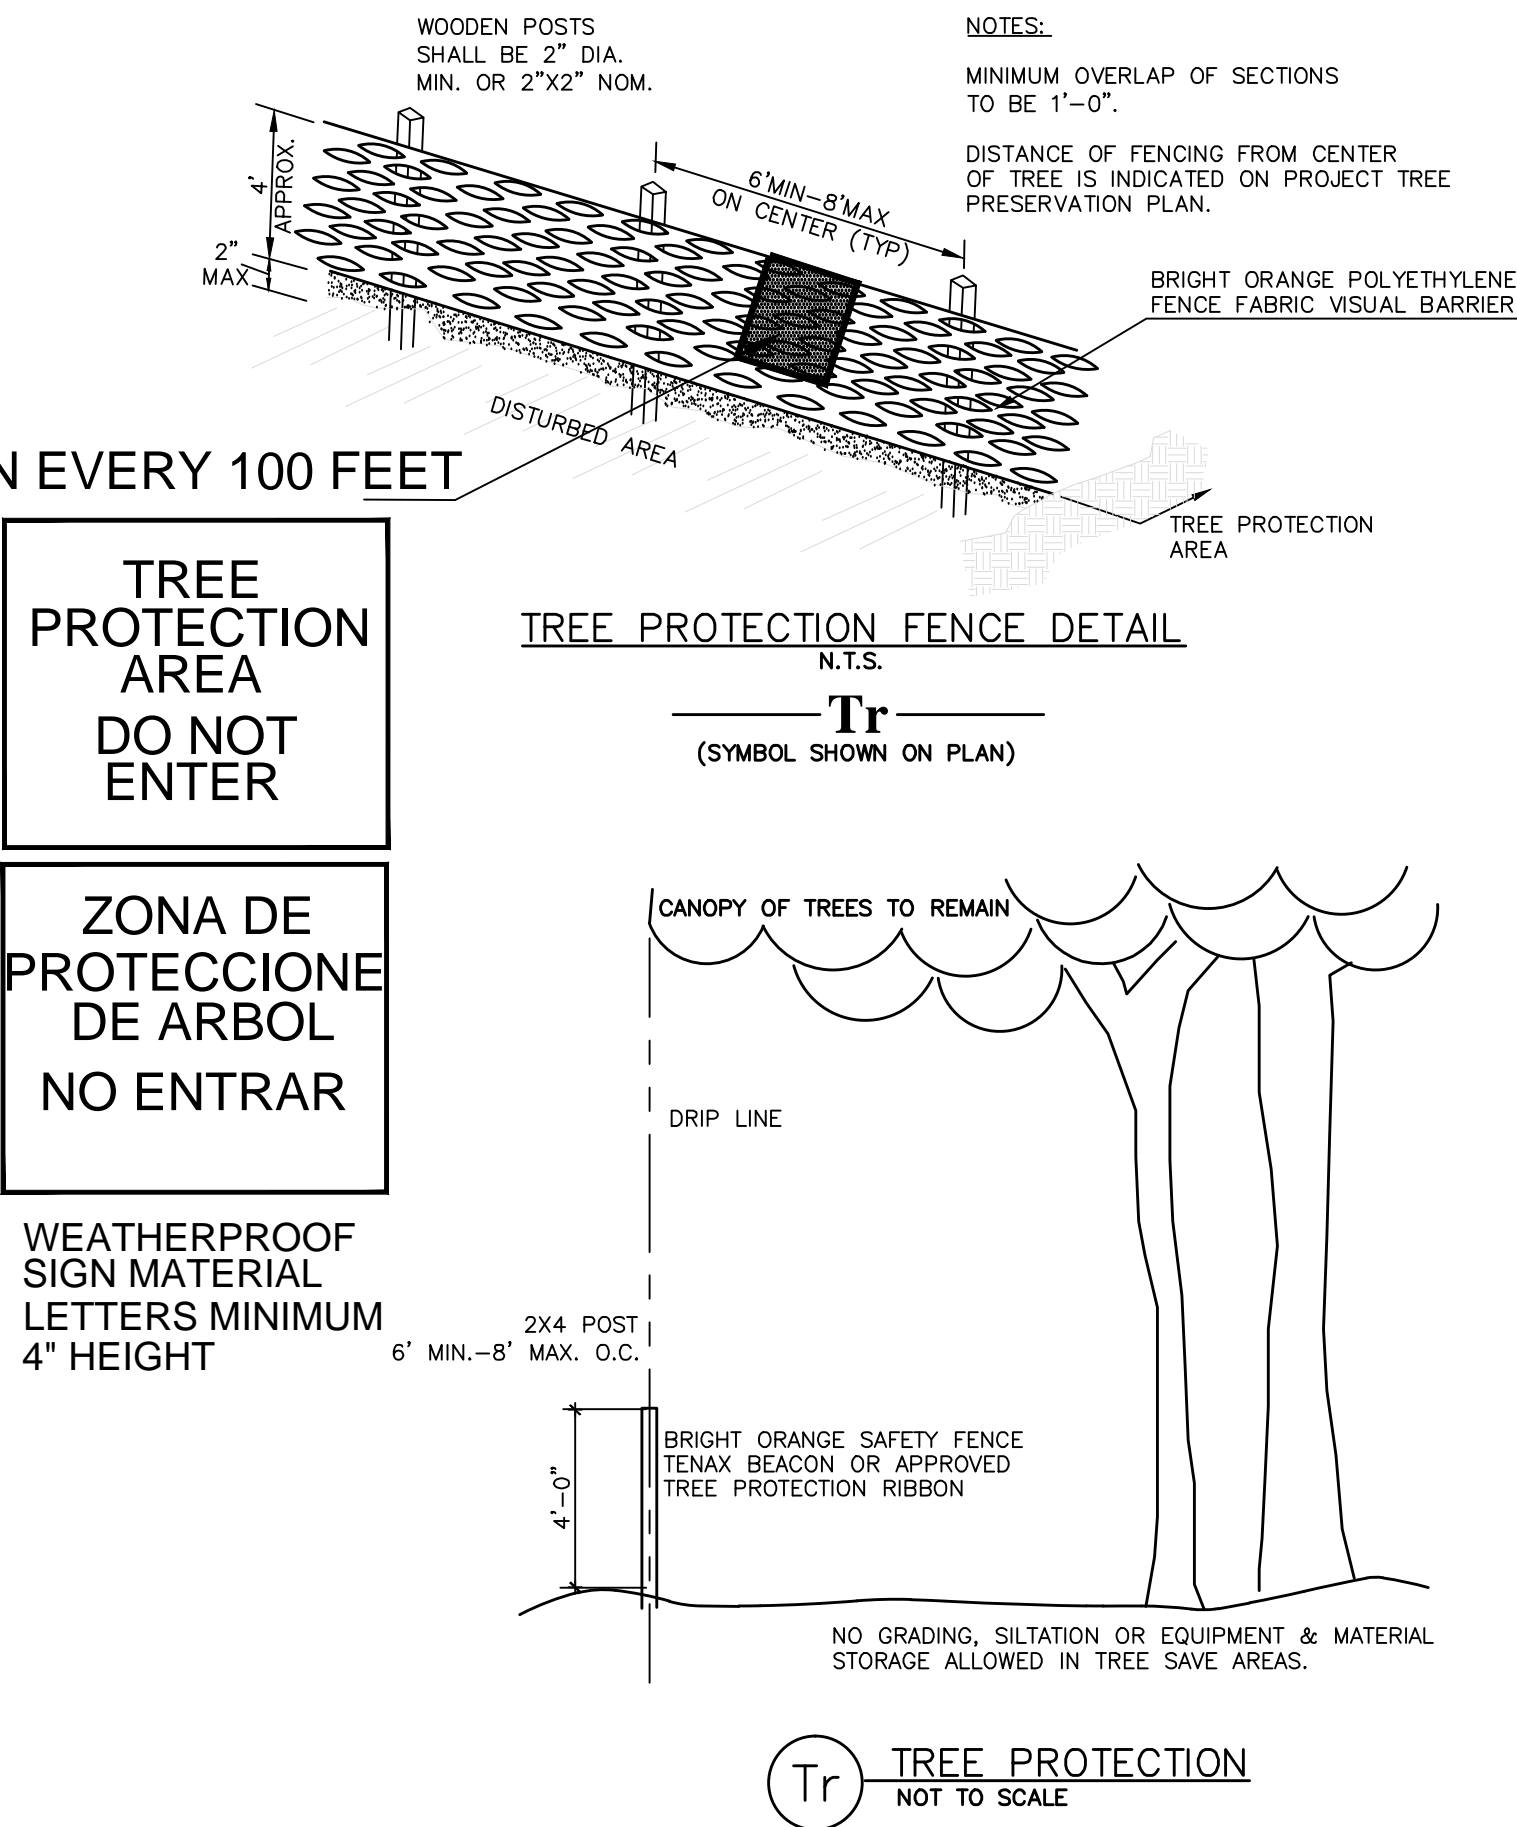 WOODEN POSTS
SHALL BE 2" DIA.
MIN. OR 2"X2" NOM.
NOTES:
MINIMUM OVERLAP OF SECTIONS
TO BE 1'-0".
DISTANCE OF FENCING FROM CENTER
OF TREE IS INDICATED ON PROJECT TREE
PRESERVATION PLAN.
4'
APPROX.
2"
MAX
6'MIN-8'MAX
ON CENTER (TYP)
BRIGHT ORANGE POLYETHYLENE
FENCE FABRIC VISUAL BARRIER
DISTURBED AREA
N EVERY 100 FEET
TREE PROTECTION
AREA
TREE
PROTECTION
AREA
DO NOT
ENTER
TREE PROTECTION FENCE DETAIL
N.T.S.
Tr
(SYMBOL SHOWN ON PLAN)
ZONA DE
PROTECCIONE
DE ARBOL
NO ENTRAR
WEATHERPROOF
SIGN MATERIAL
LETTERS MINIMUM
4" HEIGHT
CANOPY OF TREES TO REMAIN
DRIP LINE
2X4 POST
6' MIN.-8' MAX. O.C.
4'-0"
BRIGHT ORANGE SAFETY FENCE
TENAX BEACON OR APPROVED
TREE PROTECTION RIBBON
NO GRADING, SILTATION OR EQUIPMENT & MATERIAL
STORAGE ALLOWED IN TREE SAVE AREAS.
Tr
TREE PROTECTION
NOT TO SCALE